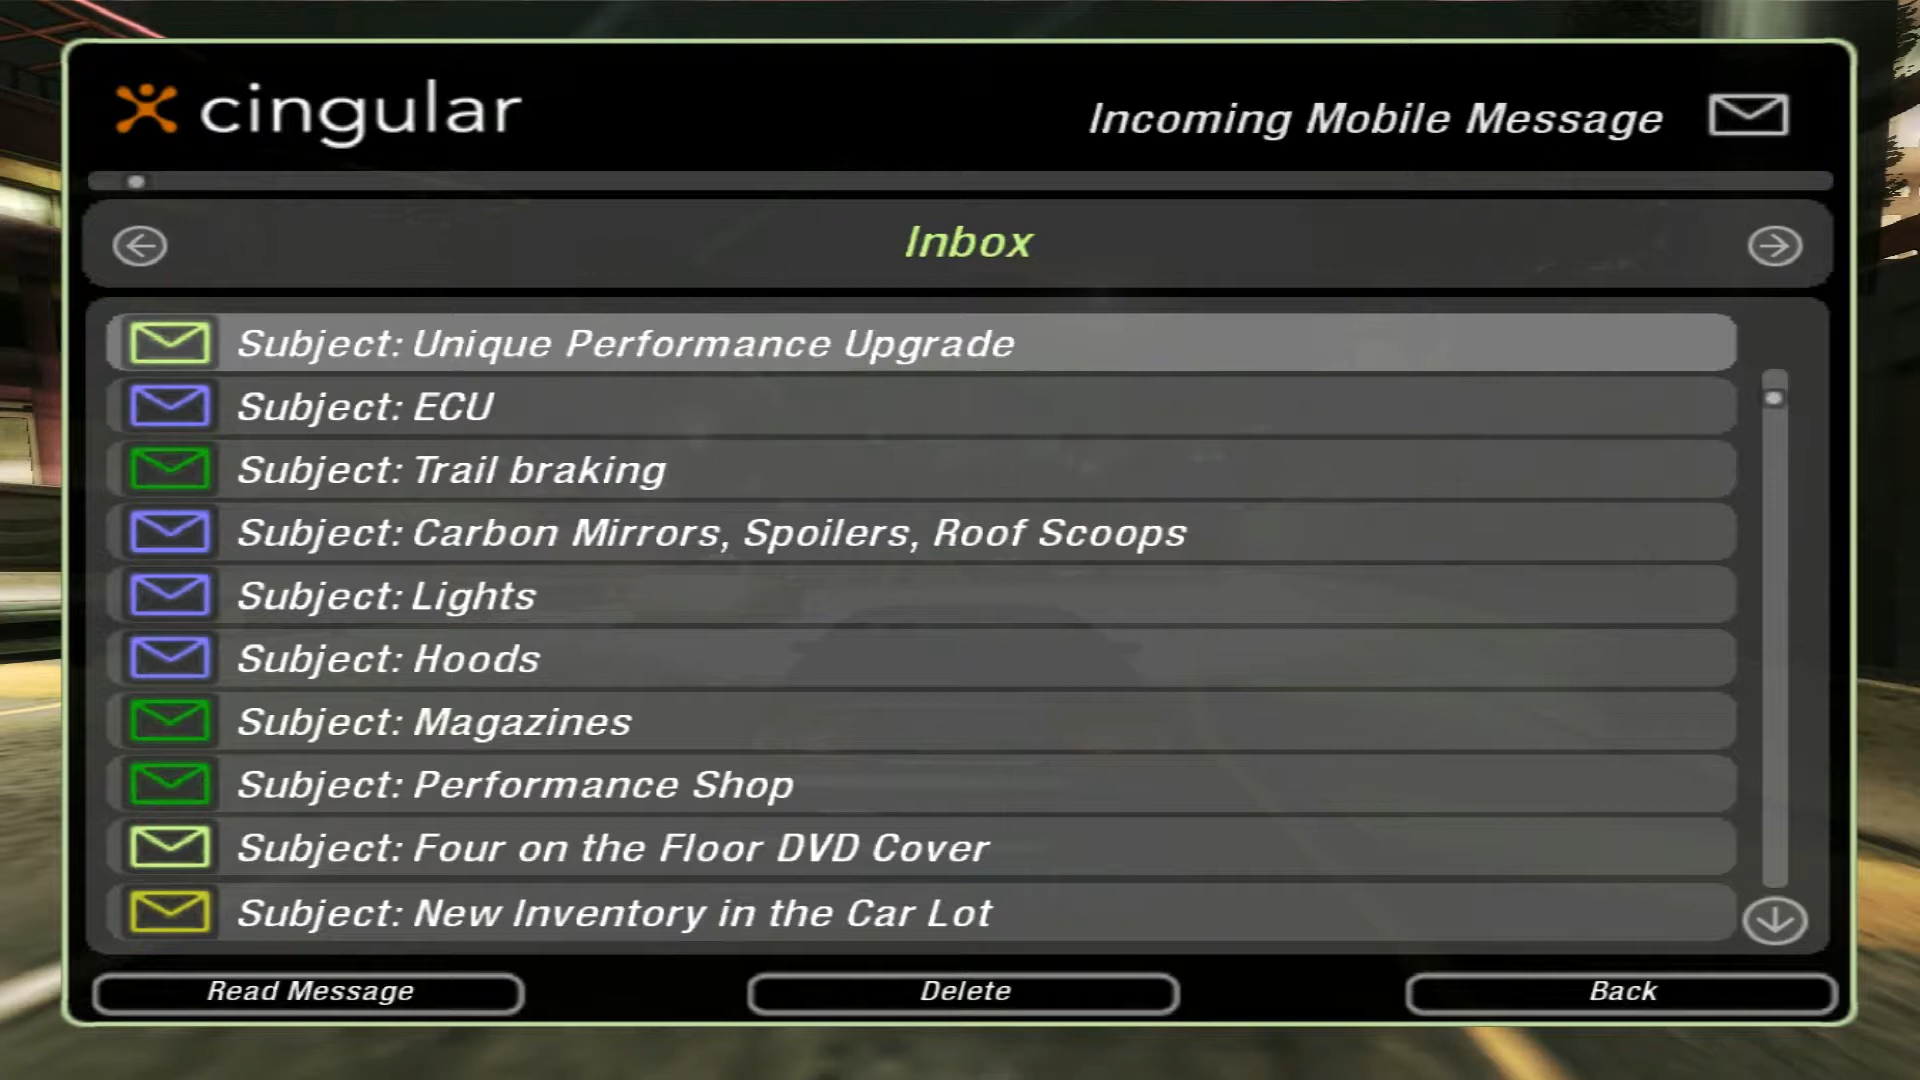 cingular
Incoming Mobile Message
Inbox
Subject: Unique Performance Upgrade
Subject: ECU
Subject: Trail braking
Subject: Carbon Mirrors, Spoilers, Roof Scoops
Subject: Lights
Subject: Hoods
Subject: Magazines
Subject: Performance Shop
Subject: Four on the Floor DVD Cover
Subject: New Inventory in the Car Lot
Read Message
Delete
Back